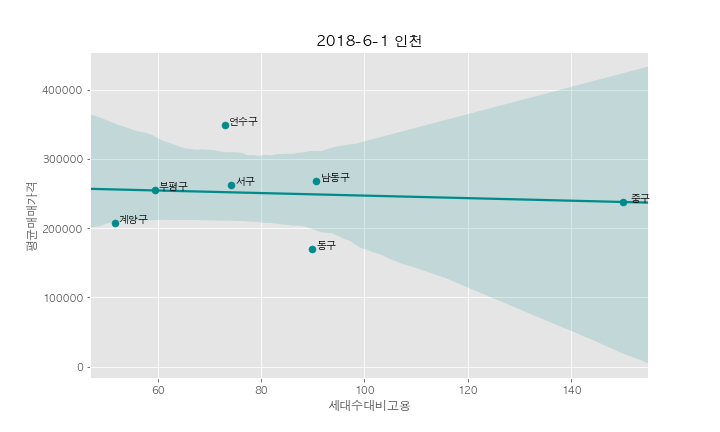 2018-6-1 인천
400000
300000
200000
100000
0
평균매매가격
연수구
부평구
서구
남동구
중구
계양구
동구
60
80
100
120
140
세대수대비고용